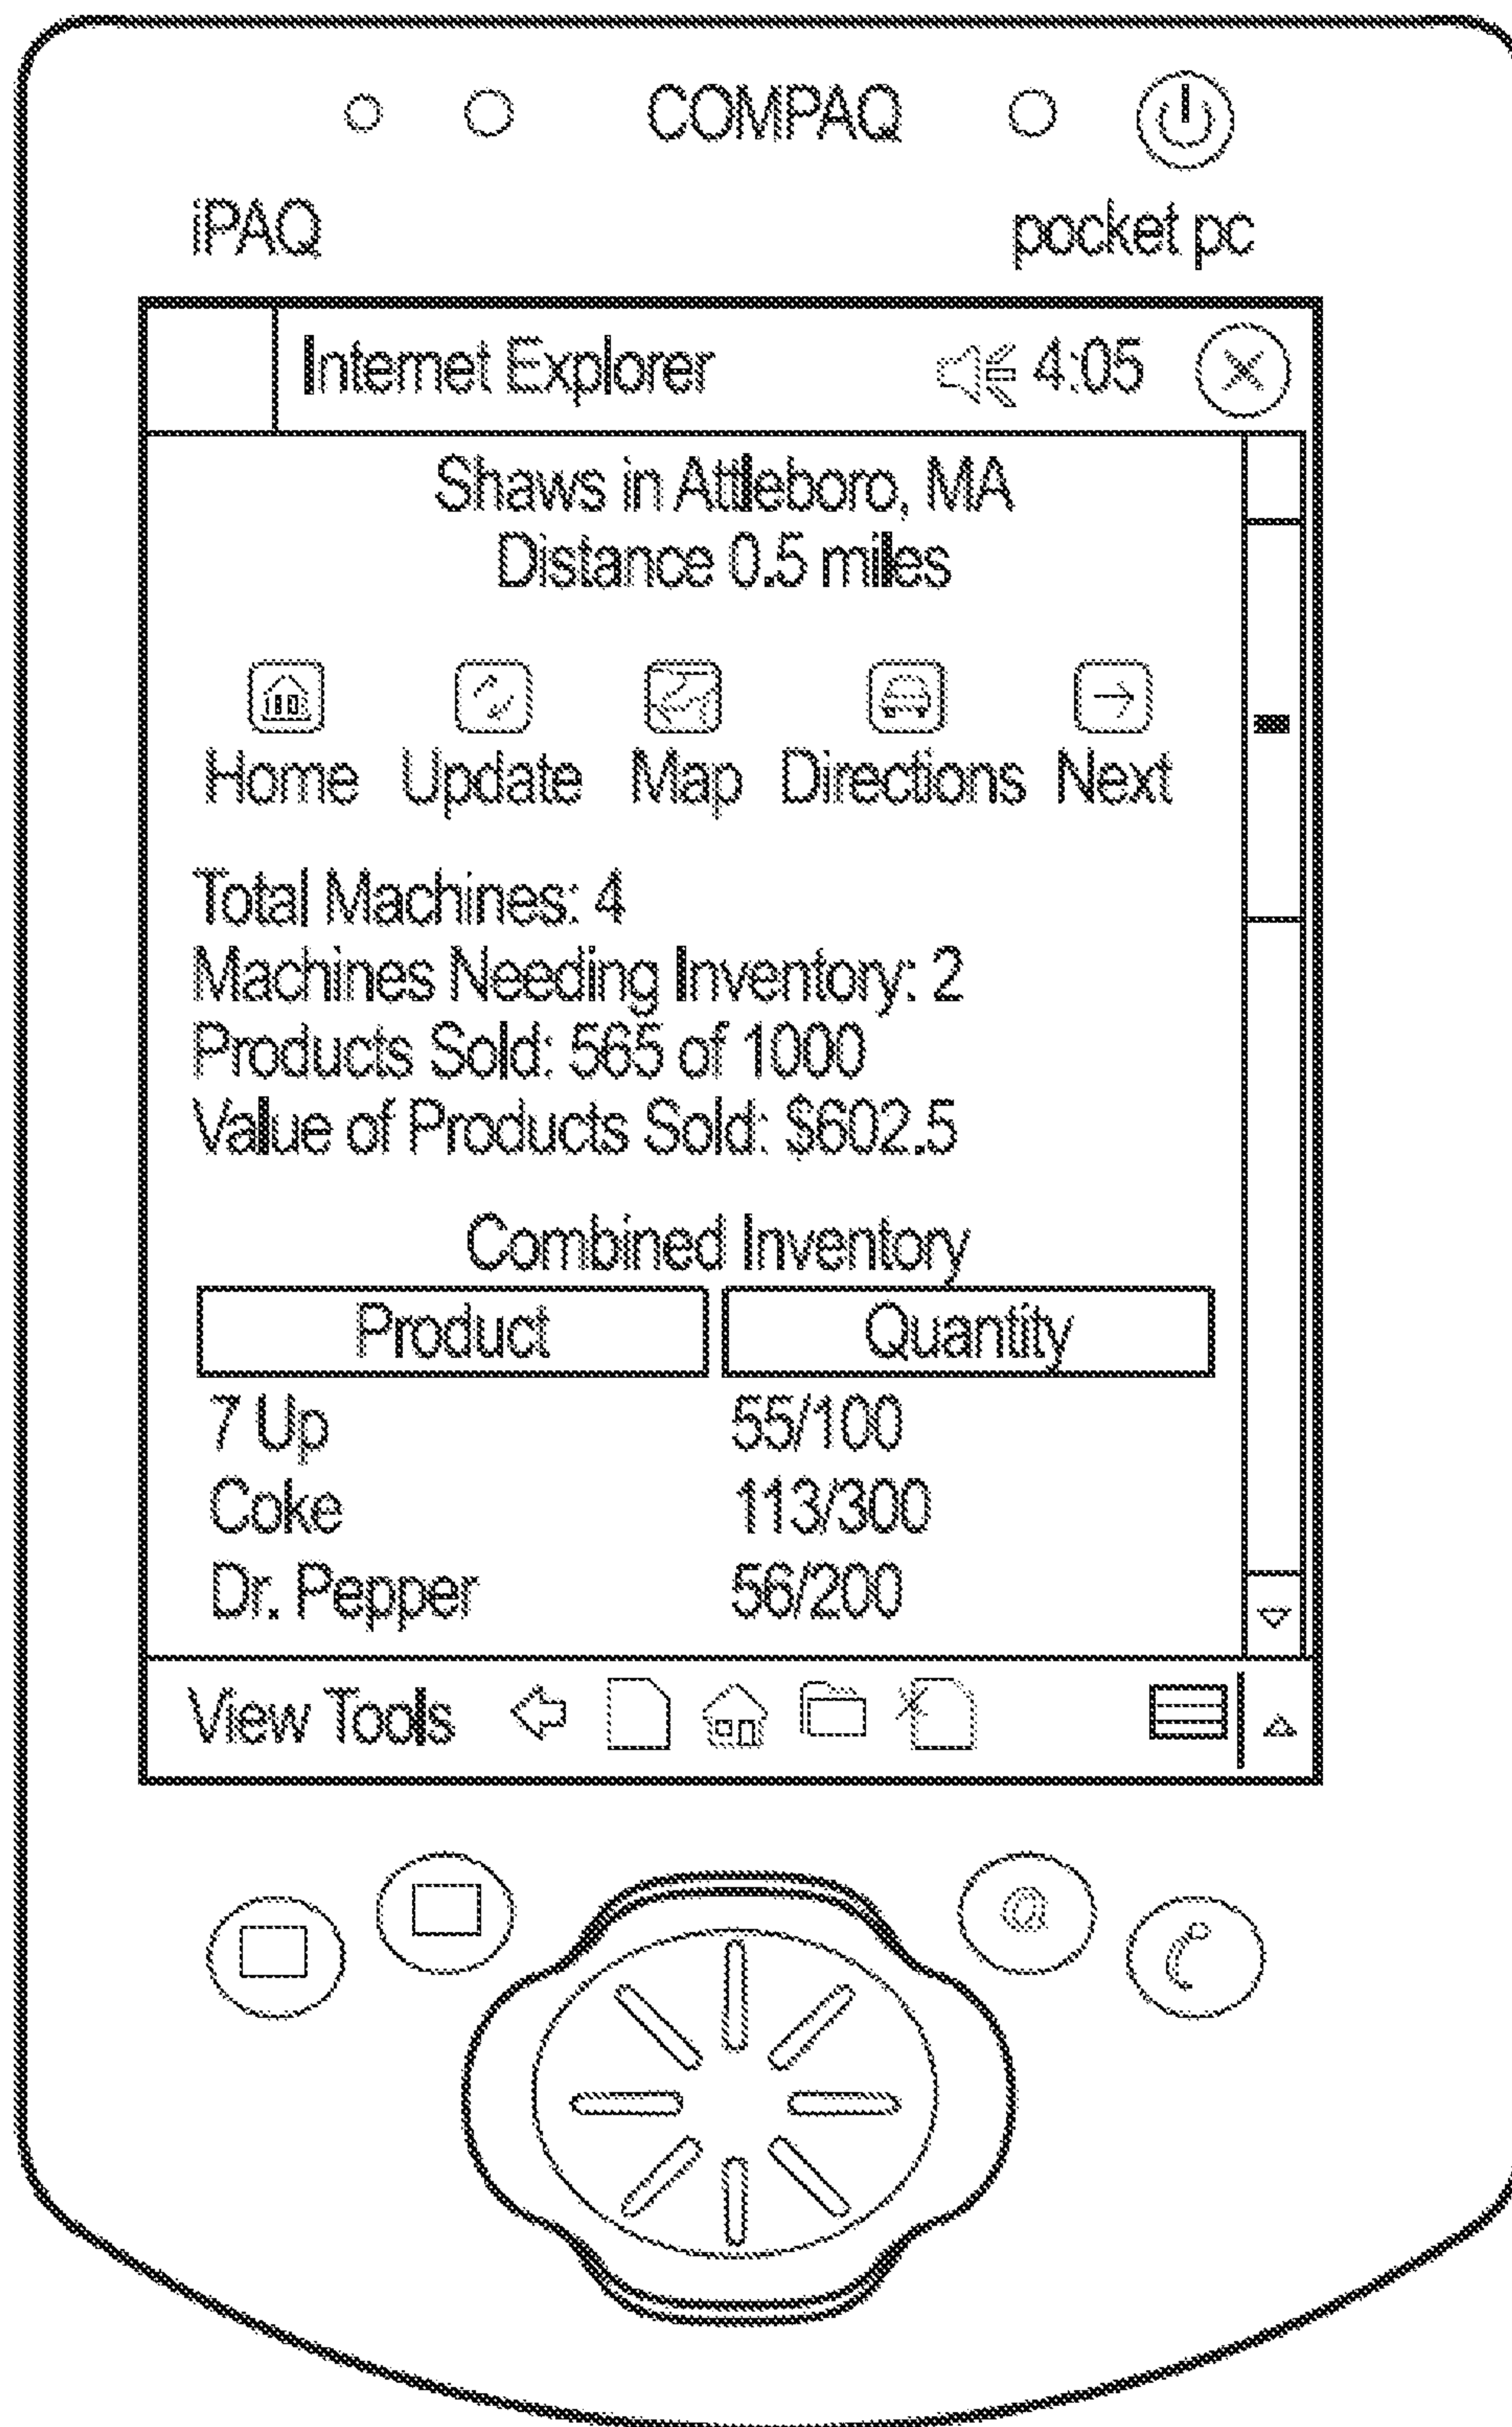 COMPAQ
iPAQ pocket pc
Internet Explorer 4:05
Shaws in Attleboro, MA
Distance 0.5 miles
Home Update Map Directions Next
Total Machines: 4
Machines Needing Inventory: 2
Products Sold: 565 of 1000
Value of Products Sold: $602.5
Combined Inventory
Product Quantity
7 Up 55/100
Coke 113/300
Dr. Pepper 56/200
View Tools
@